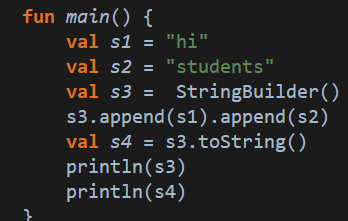 fun main() {
    val s1 = "hi"
    val s2 = "students"
    val s3 =  StringBuilder()
    s3.append(s1).append(s2)
    val s4 = s3.toString()
    println(s3)
    println(s4)
}